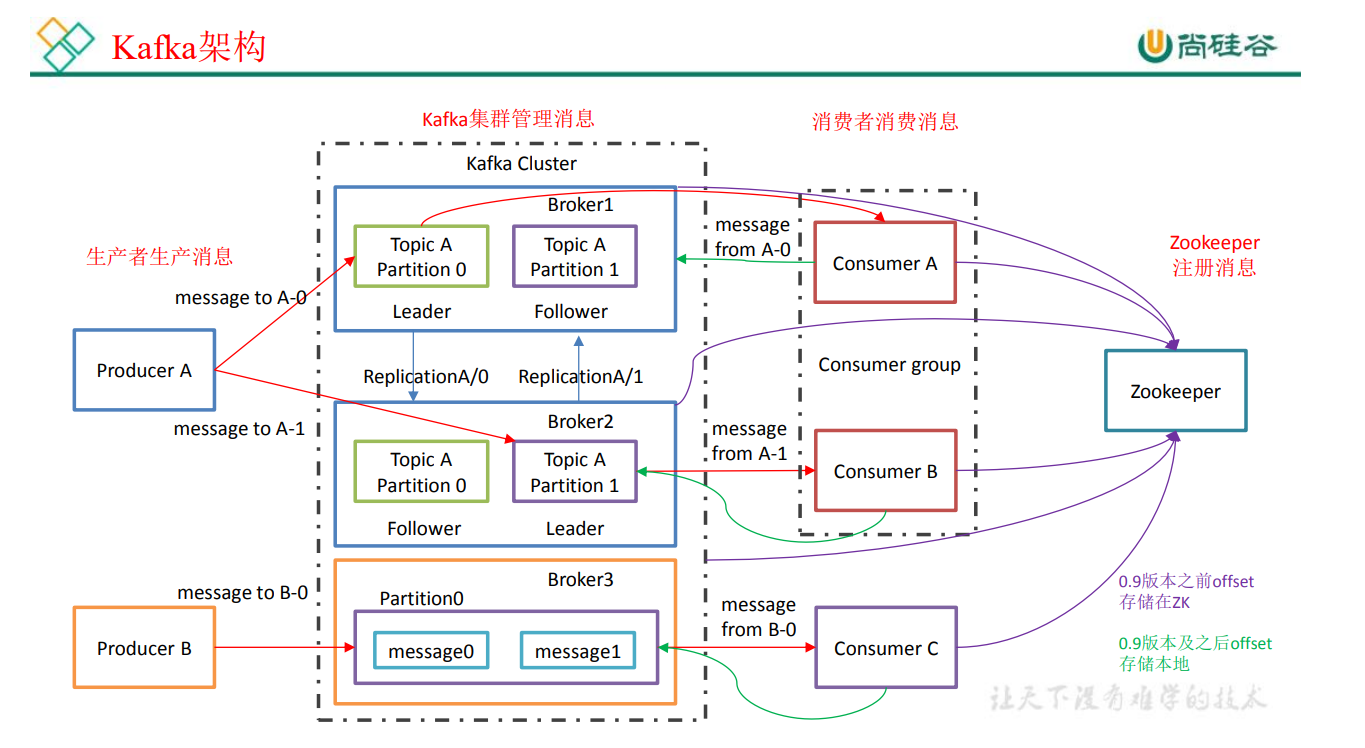 Kafka架构
尚硅谷
Kafka集群管理消息
消费者消费消息
Kafka Cluster
Broker1
Topic A
Partition 0
Topic A
Partition 1
Leader
Follower
生产者生产消息
message to A-0
message
from A-0
Consumer A
Zookeeper
注册消息
Producer A
ReplicationA/0
ReplicationA/1
Consumer group
Zookeeper
message to A-1
Broker2
Topic A
Partition 0
Topic A
Partition 1
Follower
Leader
message
from A-1
Consumer B
message to B-0
Producer B
Broker3
Partition0
message0
message1
message
from B-0
Consumer C
0.9版本之前offset
存储在ZK
0.9版本及之后offset
存储本地
让天下没有难学的技术